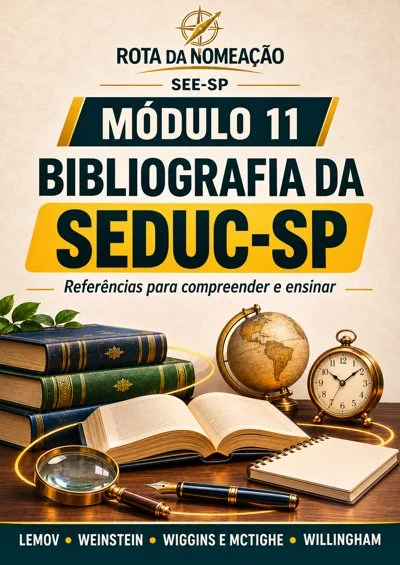 ROTA DA NOMEAÇÃO
SEE-SP
MÓDULO 11
BIBLIOGRAFIA DA
SEDUC-SP
Referências para compreender e ensinar
LEMOV • WEINSTEIN • WIGGINS E MCTIGHE • WILLINGHAM